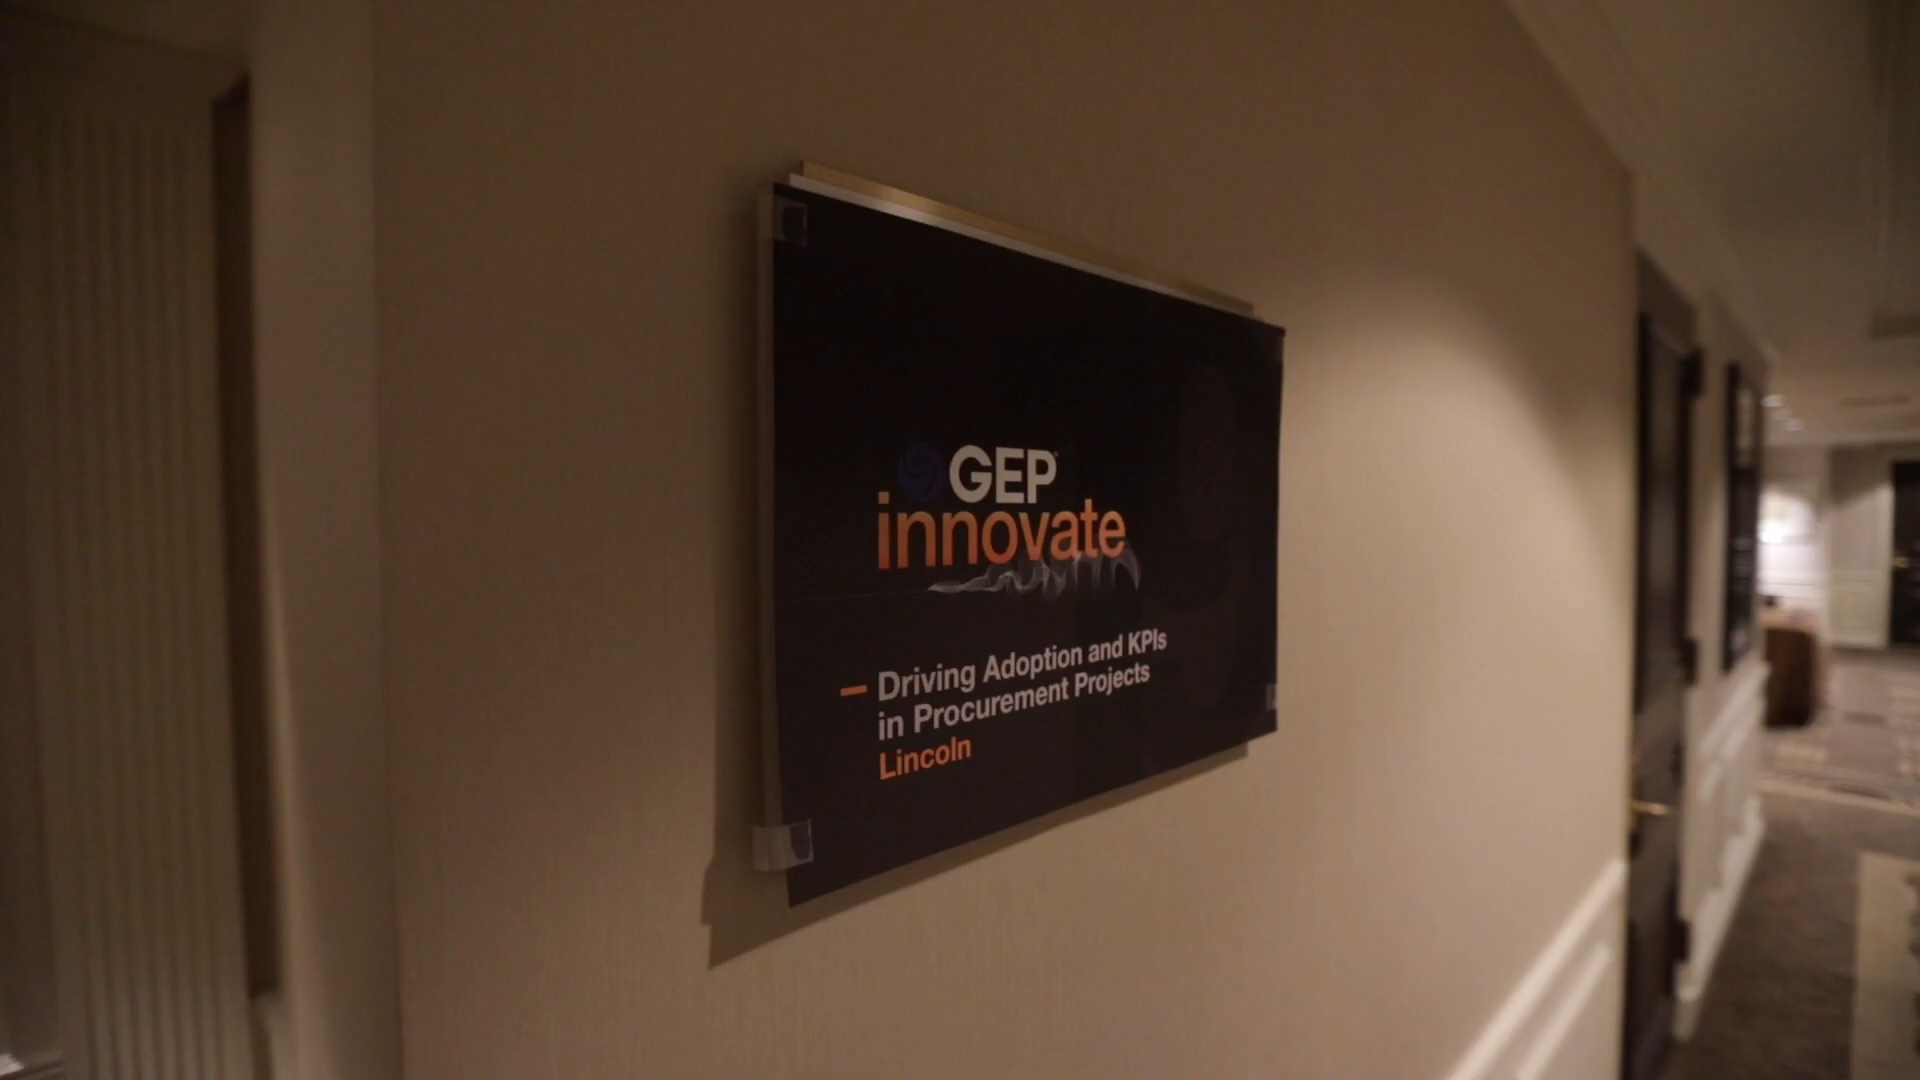 GEP
innovate
Driving Adoption and KPIs
in Procurement Projects
Lincoln